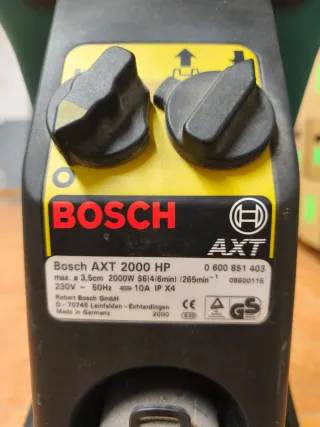 BOSCH
AXT
Bosch AXT 2000 HP 0 600 851 403
max. ø 3,5cm 2000W S6(4/6min) /265min⁻¹
230V ~ 50Hz 10A IP X4 09800115
Robert Bosch GmbH
D - 70745 Leinfelden - Echterdingen
Made in Germany 2000